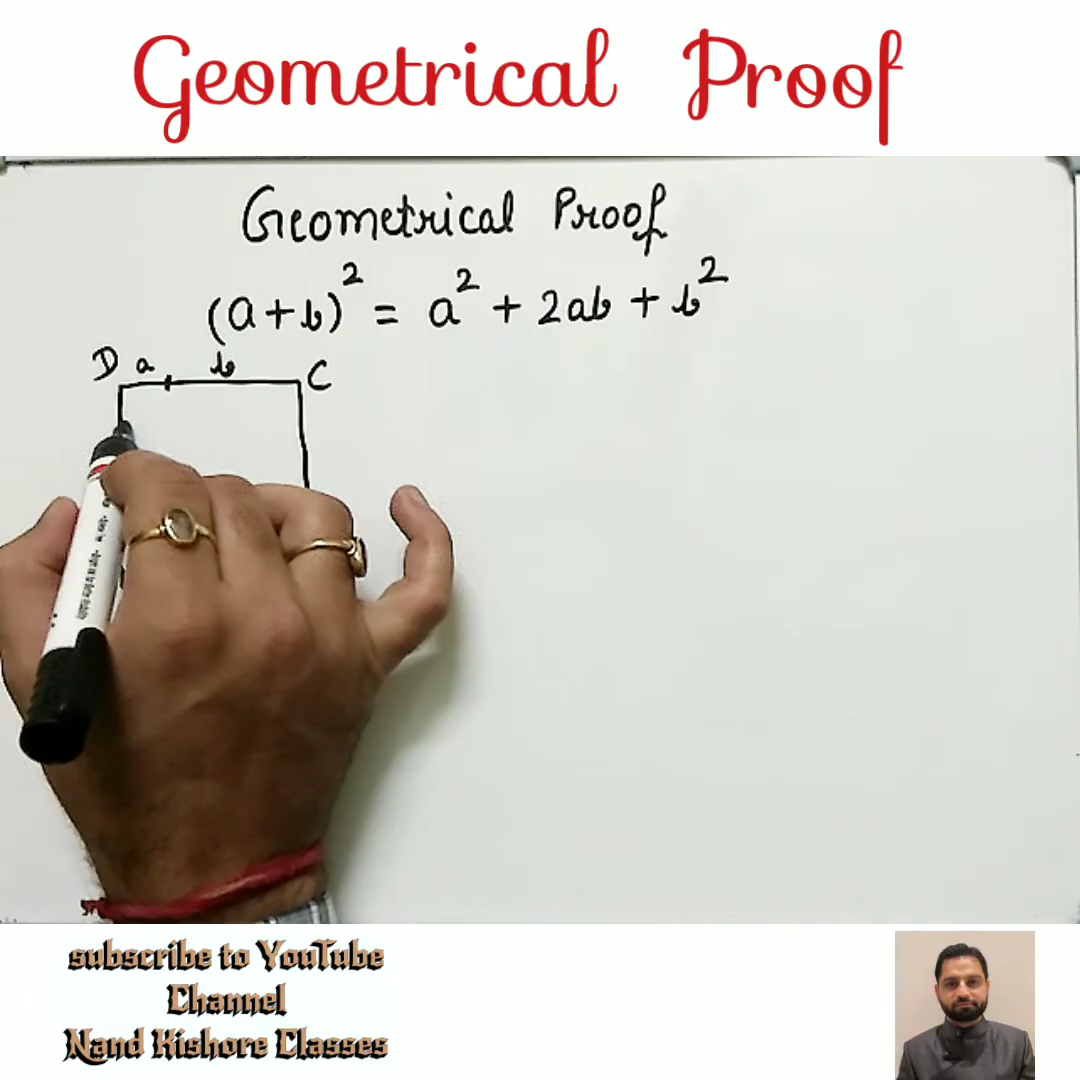 Geometrical Proof
Geometrical Proof
(a+b)² = a² + 2ab + b²
D a b C
subscribe to YouTube
Channel
Nand Kishore Classes